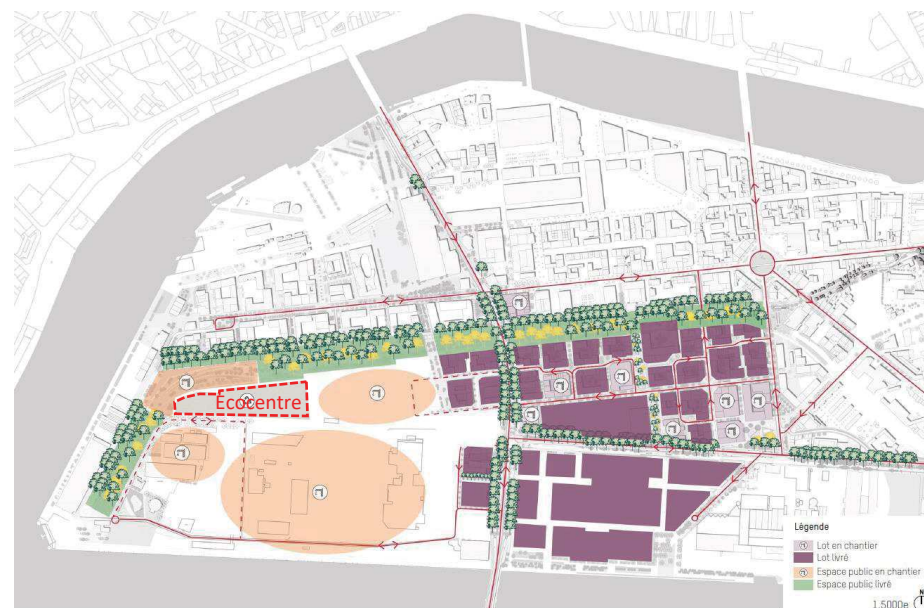 Ecocentre
Légende
Lot en chantier
Lot livré
Espace public en chantier
Espace public livré
1.5000e